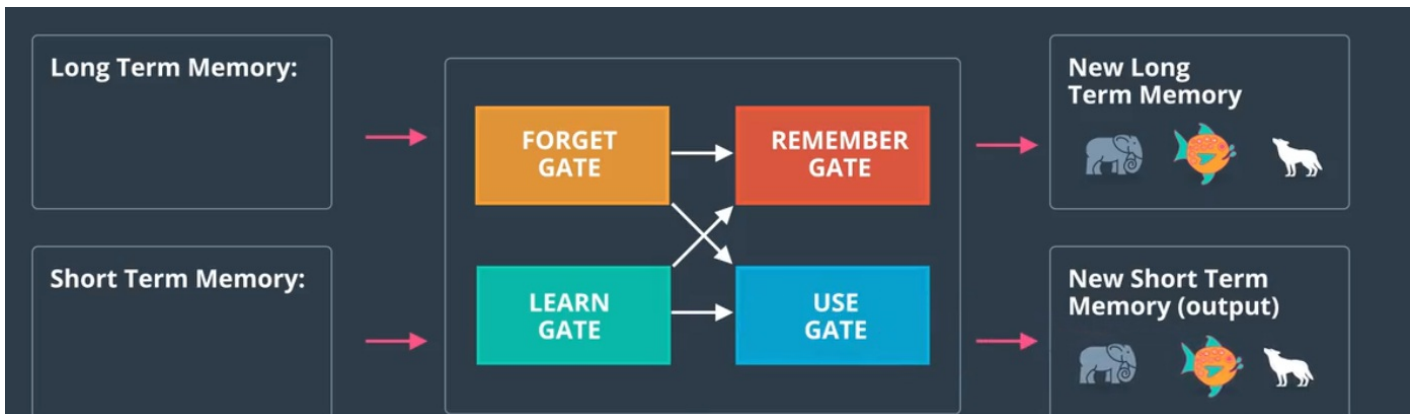 Long Term Memory:
Short Term Memory:
FORGET
GATE
REMEMBER
GATE
LEARN
GATE
USE
GATE
New Long
Term Memory
New Short Term
Memory (output)